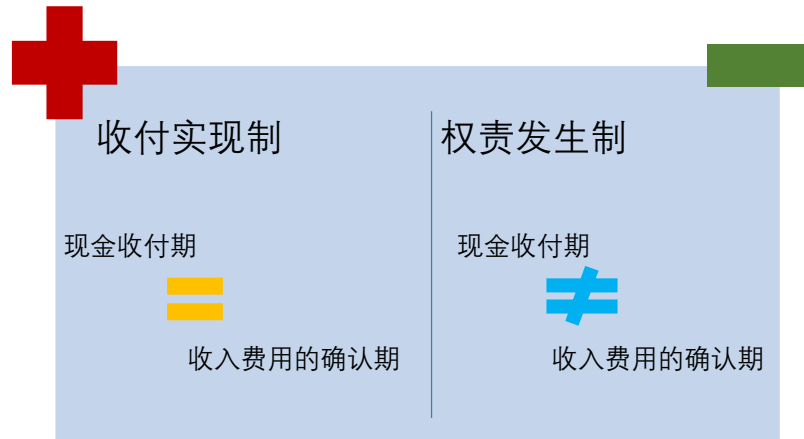 收付实现制
现金收付期
=
收入费用的确认期
权责发生制
现金收付期
≠
收入费用的确认期